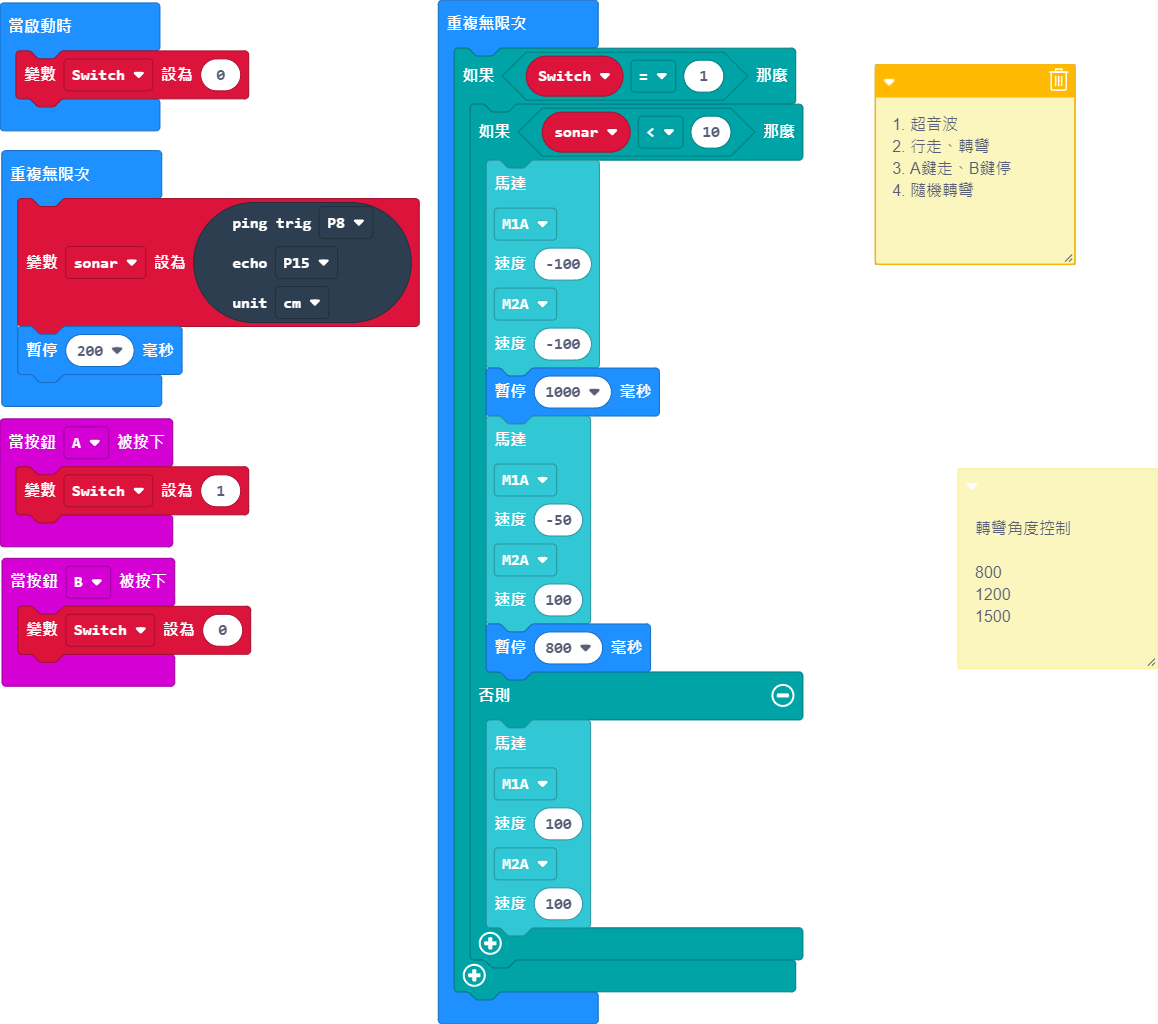 當啟動時
變數 Switch 設為 0
重複無限次
變數 sonar 設為
ping trig P8
echo P15
unit cm
暫停 200 毫秒
當按鈕 A 被按下
變數 Switch 設為 1
當按鈕 B 被按下
變數 Switch 設為 0
重複無限次
如果 Switch = 1 那麼
如果 sonar < 10 那麼
馬達
M1A
速度 -100
M2A
速度 -100
暫停 1000 毫秒
馬達
M1A
速度 -50
M2A
速度 100
暫停 800 毫秒
否則
馬達
M1A
速度 100
M2A
速度 100
1. 超音波
2. 行走、轉彎
3. A鍵走、B鍵停
4. 隨機轉彎
轉彎角度控制
800
1200
1500